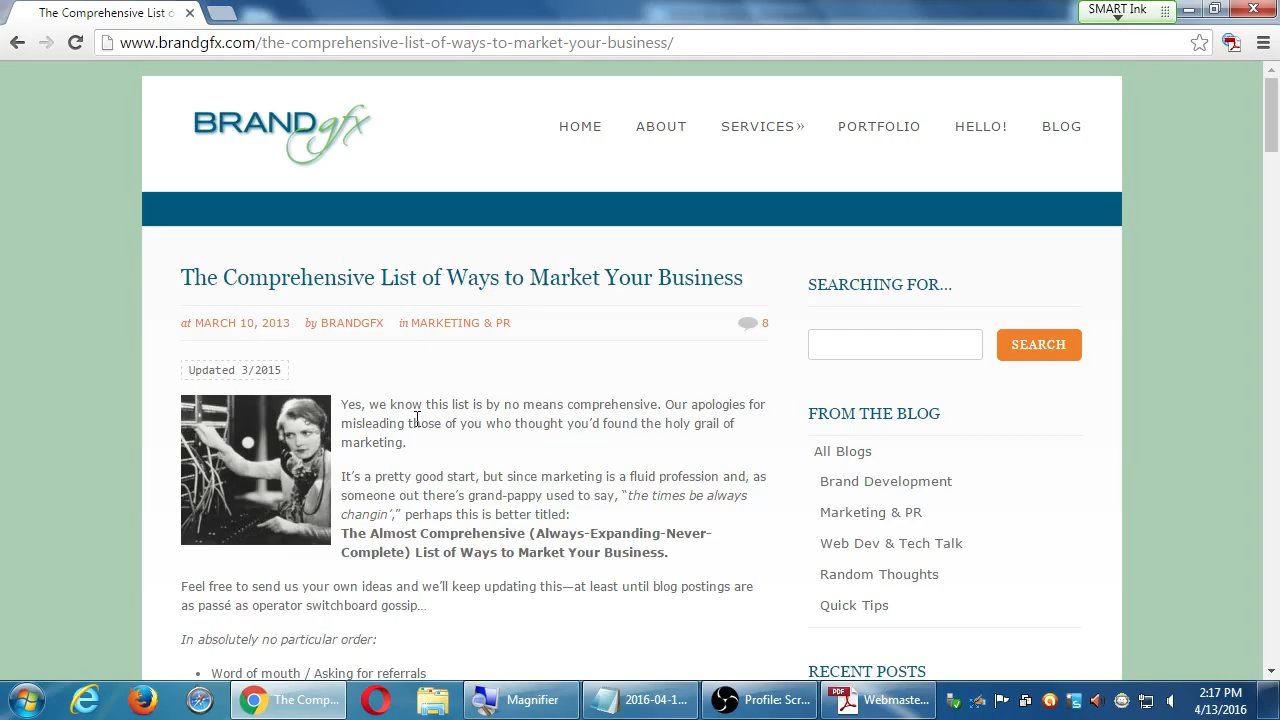 The Comprehensive List o
SMART Ink
www.brandgfx.com/the-comprehensive-list-of-ways-to-market-your-business/
BRANDgfx
HOME ABOUT SERVICES» PORTFOLIO HELLO! BLOG
The Comprehensive List of Ways to Market Your Business
at MARCH 10, 2013 by BRANDGFX in MARKETING & PR 8
Updated 3/2015
Yes, we know this list is by no means comprehensive. Our apologies for
misleading those of you who thought you'd found the holy grail of
marketing.
It's a pretty good start, but since marketing is a fluid profession and, as
someone out there's grand-pappy used to say, "the times be always
changin'," perhaps this is better titled:
The Almost Comprehensive (Always-Expanding-Never-
Complete) List of Ways to Market Your Business.
Feel free to send us your own ideas and we'll keep updating this—at least until blog postings are
as passé as operator switchboard gossip…
In absolutely no particular order:
• Word of mouth / Asking for referrals
SEARCHING FOR…
SEARCH
FROM THE BLOG
All Blogs
Brand Development
Marketing & PR
Web Dev & Tech Talk
Random Thoughts
Quick Tips
RECENT POSTS
The Comp...
Magnifier
2016-04-1...
Profile: Scr...
PDF
Webmaste...
2:17 PM
4/13/2016